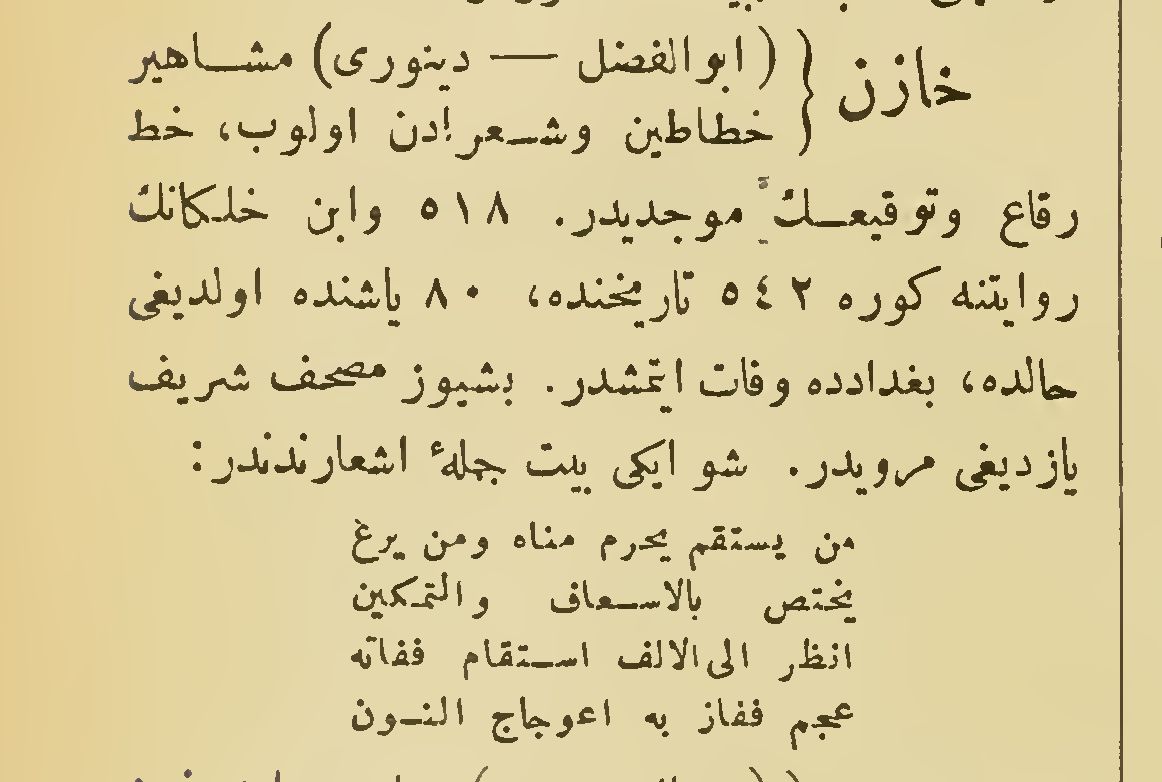 خازن { (ابوالفضل — دینوری) مشاهیر
خطاطین وشعرادن اولوب، خط
رقاع وتوقیعك موجدیدر. ٥١٨ وابن خلكانك
روایتنه كوره ٥٤٢ تاریخنده، ٨٠ یاشنده اولدیغی
حالده، بغدادده وفات ایتمشدر. بشیوز مصحف شریف
یازدیغی مرویدر. شو ایكی بیت جملهٔ اشعارندندر:
من یستقم یحرم مناه ومن یرغ
یختص بالاسعاف والتمكین
انظر الی الالف استقام ففاته
عجم ففاز به اعوجاج النون